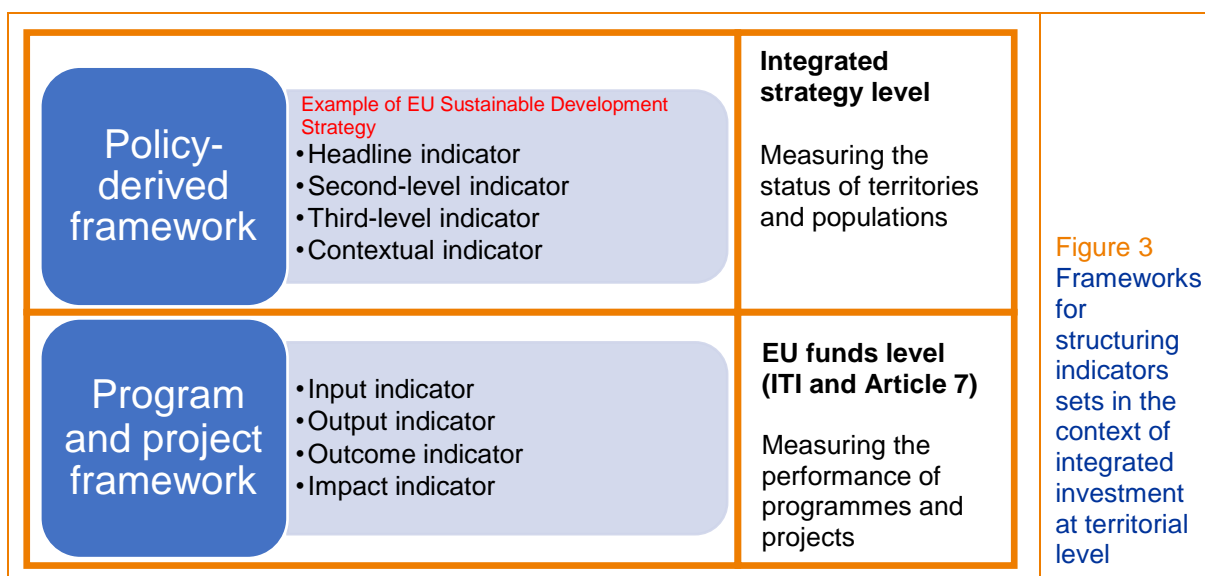 Policy-
derived
framework
Example of EU Sustainable Development
Strategy
•Headline indicator
•Second-level indicator
•Third-level indicator
•Contextual indicator
Integrated
strategy level
Measuring the
status of territories
and populations
Program
and project
framework
•Input indicator
•Output indicator
•Outcome indicator
•Impact indicator
EU funds level
(ITI and Article 7)
Measuring the
performance of
programmes and
projects
Figure 3
Frameworks
for
structuring
indicators
sets in the
context of
integrated
investment
at territorial
level